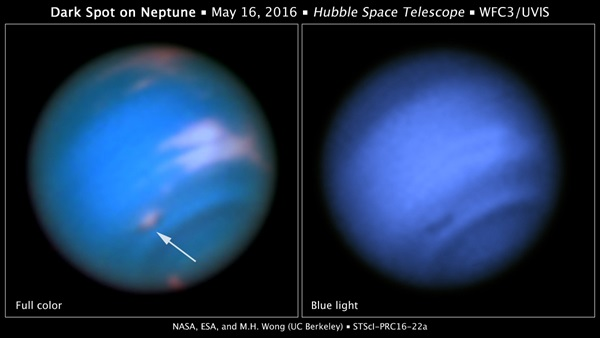 Dark Spot on Neptune ▪ May 16, 2016 ▪ Hubble Space Telescope ▪ WFC3/UVIS
Full color
Blue light
NASA, ESA, and M.H. Wong (UC Berkeley) ▪ STScI-PRC16-22a